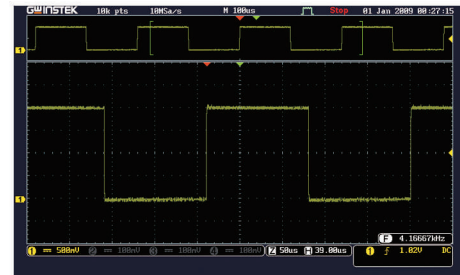 GWINSTEK 10k pts 10MSa/s M 100us Stop 01 Jan 2009 00:27:15
1
1
F 4.16667kHz
1 500mV 2 100mV 3 100mV 4 100mV Z 50us H 39.00us 1 f 1.02V DC